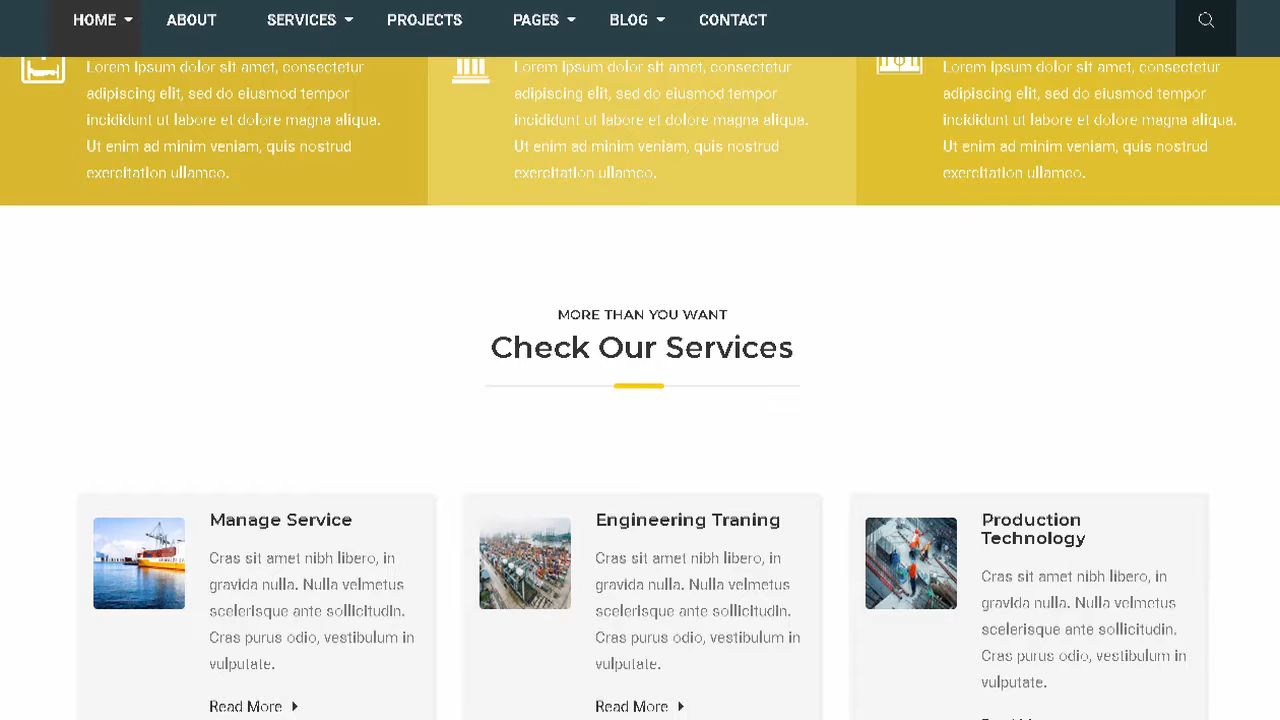 HOME ABOUT SERVICES PROJECTS PAGES BLOG CONTACT
Lorem Ipsum dolor sit amet, consectetur
adipiscing elit, sed do eiusmod tempor
incididunt ut labore et dolore magna aliqua.
Ut enim ad minim veniam, quis nostrud
exercitation ullamco.
Lorem Ipsum dolor sit amet, consectetur
adipiscing elit, sed do eiusmod tempor
incididunt ut labore et dolore magna aliqua.
Ut enim ad minim veniam, quis nostrud
exercitation ullamco.
Lorem Ipsum dolor sit amet, consectetur
adipiscing elit, sed do eiusmod tempor
incididunt ut labore et dolore magna aliqua.
Ut enim ad minim veniam, quis nostrud
exercitation ullamco.
MORE THAN YOU WANT
Check Our Services
Manage Service
Cras sit amet nibh libero, in
gravida nulla. Nulla velmetus
scelerisque ante sollicitudin.
Cras purus odio, vestibulum in
vulputate.
Read More
Engineering Traning
Cras sit amet nibh libero, in
gravida nulla. Nulla velmetus
scelerisque ante sollicitudin.
Cras purus odio, vestibulum in
vulputate.
Read More
Production
Technology
Cras sit amet nibh libero, in
gravida nulla. Nulla velmetus
scelerisque ante sollicitudin.
Cras purus odio, vestibulum in
vulputate.